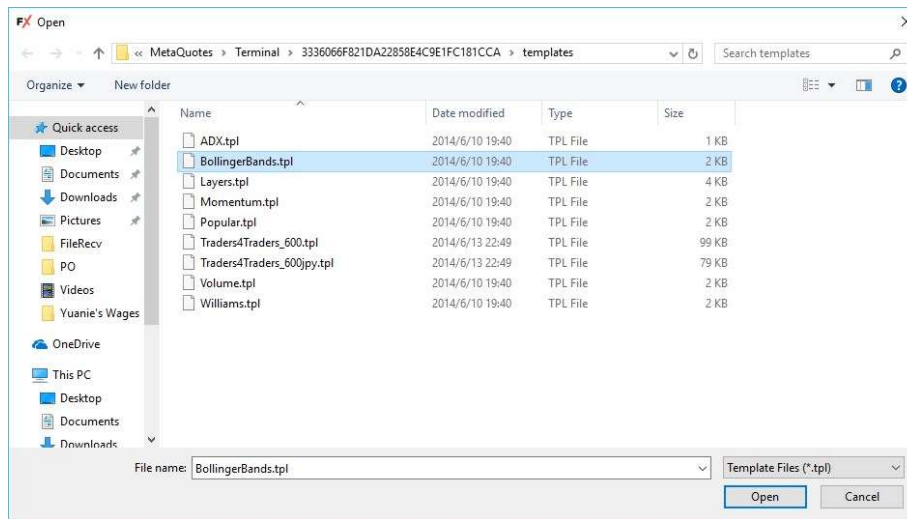 FX Open
« MetaQuotes › Terminal › 3336066F821DA22858E4C9E1FC181CCA › templates
Search templates
Organize New folder
Name Date modified Type Size
Quick access
Desktop
Documents
Downloads
Pictures
FileRecv
PO
Videos
Yuanie's Wages
OneDrive
This PC
Desktop
Documents
Downloads
ADX.tpl 2014/6/10 19:40 TPL File 1 KB
BollingerBands.tpl 2014/6/10 19:40 TPL File 2 KB
Layers.tpl 2014/6/10 19:40 TPL File 4 KB
Momentum.tpl 2014/6/10 19:40 TPL File 2 KB
Popular.tpl 2014/6/10 19:40 TPL File 2 KB
Traders4Traders_600.tpl 2014/6/13 22:49 TPL File 99 KB
Traders4Traders_600jpy.tpl 2014/6/13 22:49 TPL File 79 KB
Volume.tpl 2014/6/10 19:40 TPL File 2 KB
Williams.tpl 2014/6/10 19:40 TPL File 2 KB
File name: BollingerBands.tpl Template Files (*.tpl)
Open Cancel